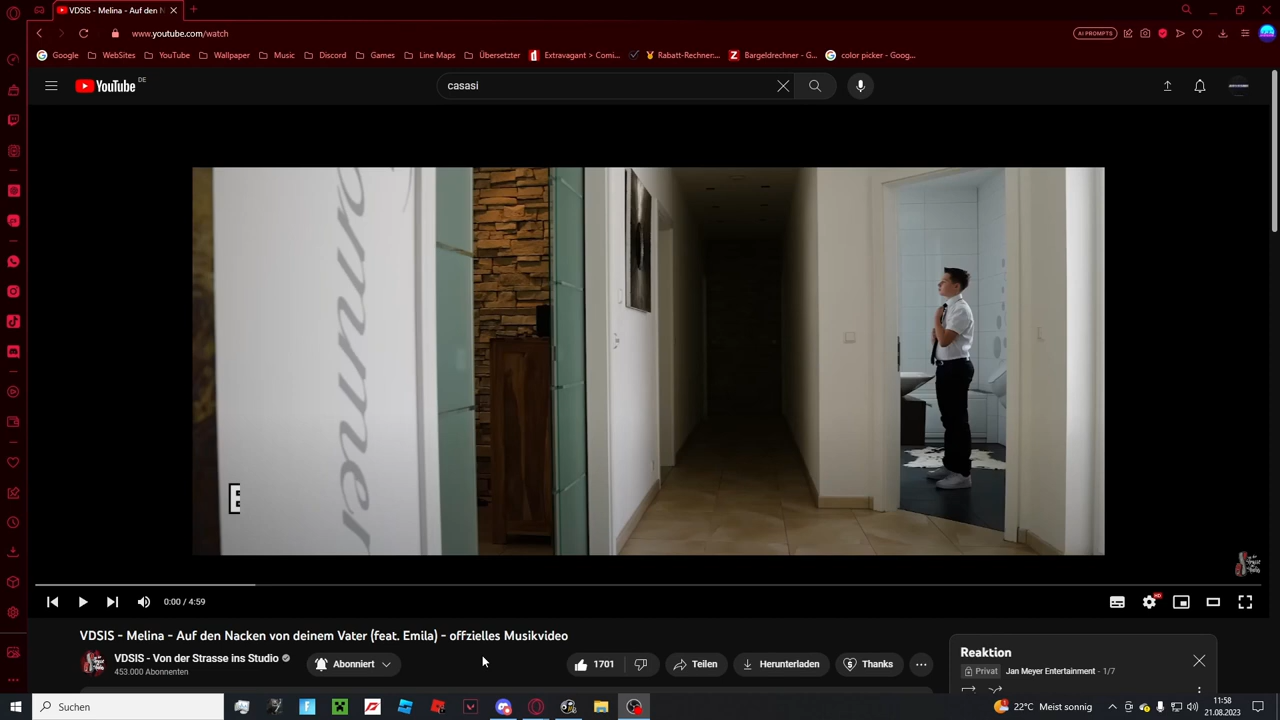 VDSIS - Melina - Auf den N
www.youtube.com/watch
AI PROMPTS
Google WebSites YouTube Wallpaper Music Discord Games Line Maps Übersetzter Extravagant > Comi... Rabatt-Rechner:... Bargeldrechner - G... color picker - Goog...
YouTube DE
casasi
ommer
E
0:00 / 4:59
HD
VDSIS - Melina - Auf den Nacken von deinem Vater (feat. Emila) - offzielles Musikvideo
VDSIS - Von der Strasse ins Studio
453.000 Abonnenten
Abonniert
1701
Teilen
Herunterladen
Thanks
Reaktion
Privat Jan Meyer Entertainment - 1/7
Suchen
22°C Meist sonnig
11:58
21.08.2023